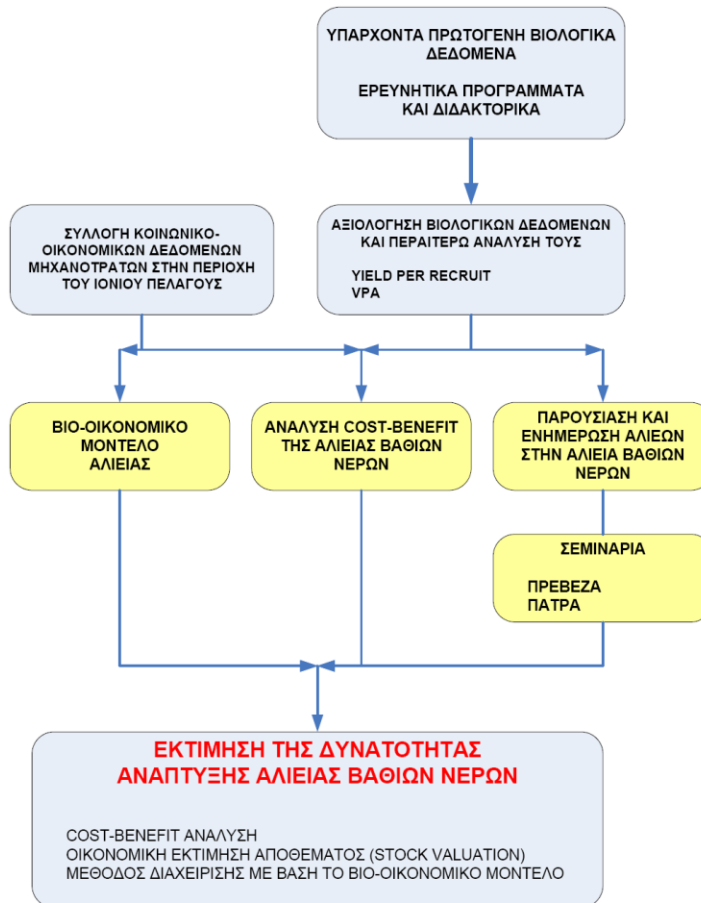 ΥΠΑΡΧΟΝΤΑ ΠΡΩΤΟΓΕΝΗ ΒΙΟΛΟΓΙΚΑ
ΔΕΔΟΜΕΝΑ
ΕΡΕΥΝΗΤΙΚΑ ΠΡΟΓΡΑΜΜΑΤΑ
ΚΑΙ ΔΙΔΑΚΤΟΡΙΚΑ
ΣΥΛΛΟΓΗ ΚΟΙΝΩΝΙΚΟ-
ΟΙΚΟΝΟΜΙΚΩΝ ΔΕΔΟΜΕΝΩΝ
ΜΗΧΑΝΟΤΡΑΤΩΝ ΣΤΗΝ ΠΕΡΙΟΧΗ
ΤΟΥ ΙΟΝΙΟΥ ΠΕΛΑΓΟΥΣ
ΑΞΙΟΛΟΓΗΣΗ ΒΙΟΛΟΓΙΚΩΝ ΔΕΔΟΜΕΝΩΝ
ΚΑΙ ΠΕΡΑΙΤΕΡΩ ΑΝΑΛΥΣΗ ΤΟΥΣ
YIELD PER RECRUIT
VPA
ΒΙΟ-ΟΙΚΟΝΟΜΙΚΟ
ΜΟΝΤΕΛΟ
ΑΛΙΕΙΑΣ
ΑΝΑΛΥΣΗ COST-BENEFIT
ΤΗΣ ΑΛΙΕΙΑΣ ΒΑΘΙΩΝ
ΝΕΡΩΝ
ΠΑΡΟΥΣΙΑΣΗ ΚΑΙ
ΕΝΗΜΕΡΩΣΗ ΑΛΙΕΩΝ
ΣΤΗΝ ΑΛΙΕΙΑ ΒΑΘΙΩΝ
ΝΕΡΩΝ
ΣΕΜΙΝΑΡΙΑ
ΠΡΕΒΕΖΑ
ΠΑΤΡΑ
ΕΚΤΙΜΗΣΗ ΤΗΣ ΔΥΝΑΤΟΤΗΤΑΣ
ΑΝΑΠΤΥΞΗΣ ΑΛΙΕΙΑΣ ΒΑΘΙΩΝ ΝΕΡΩΝ
COST-BENEFIT ΑΝΑΛΥΣΗ
ΟΙΚΟΝΟΜΙΚΗ ΕΚΤΙΜΗΣΗ ΑΠΟΘΕΜΑΤΟΣ (STOCK VALUATION)
ΜΕΘΟΔΟΣ ΔΙΑΧΕΙΡΙΣΗΣ ΜΕ ΒΑΣΗ ΤΟ ΒΙΟ-ΟΙΚΟΝΟΜΙΚΟ ΜΟΝΤΕΛΟ